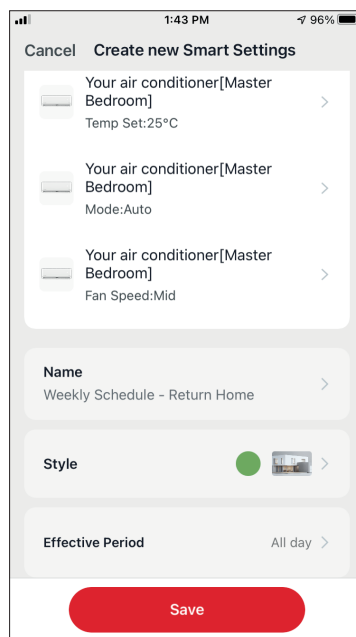 1:43 PM
96%
Cancel Create new Smart Settings
Your air conditioner[Master
Bedroom]
Temp Set:25°C
Your air conditioner[Master
Bedroom]
Mode:Auto
Your air conditioner[Master
Bedroom]
Fan Speed:Mid
Name
Weekly Schedule - Return Home
Style
Effective Period All day
Save